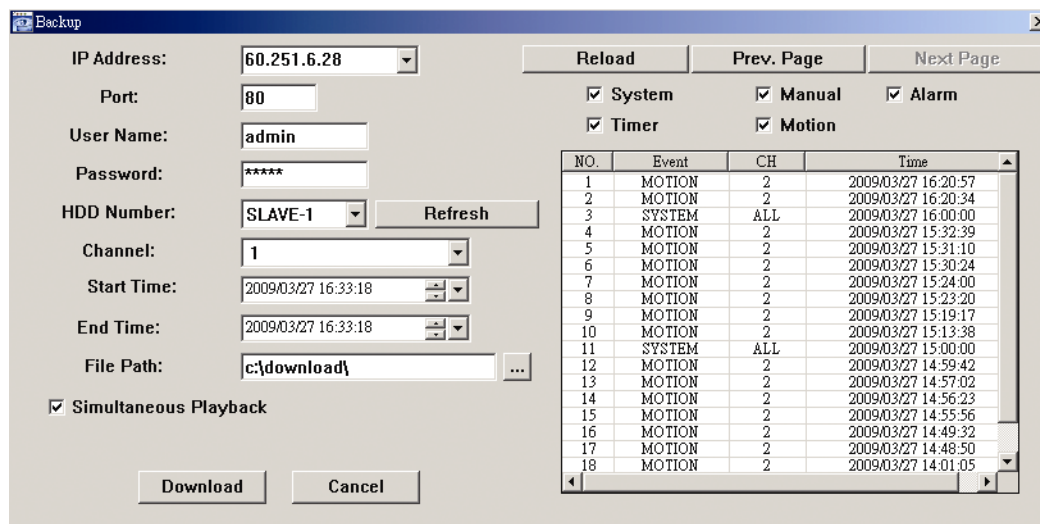 Backup
IP Address: 60.251.6.28
Port: 80
User Name: admin
Password: *****
HDD Number: SLAVE-1 Refresh
Channel: 1
Start Time: 2009/03/27 16:33:18
End Time: 2009/03/27 16:33:18
File Path: c:\download\ ...
Simultaneous Playback
Download Cancel
Reload Prev. Page Next Page
System Manual Alarm
Timer Motion
NO. Event CH Time
1 MOTION 2 2009/03/27 16:20:57
2 MOTION 2 2009/03/27 16:20:34
3 SYSTEM ALL 2009/03/27 16:00:00
4 MOTION 2 2009/03/27 15:32:39
5 MOTION 2 2009/03/27 15:31:10
6 MOTION 2 2009/03/27 15:30:24
7 MOTION 2 2009/03/27 15:24:00
8 MOTION 2 2009/03/27 15:23:20
9 MOTION 2 2009/03/27 15:19:17
10 MOTION 2 2009/03/27 15:13:38
11 SYSTEM ALL 2009/03/27 15:00:00
12 MOTION 2 2009/03/27 14:59:42
13 MOTION 2 2009/03/27 14:57:02
14 MOTION 2 2009/03/27 14:56:23
15 MOTION 2 2009/03/27 14:55:56
16 MOTION 2 2009/03/27 14:49:32
17 MOTION 2 2009/03/27 14:48:50
18 MOTION 2 2009/03/27 14:01:05